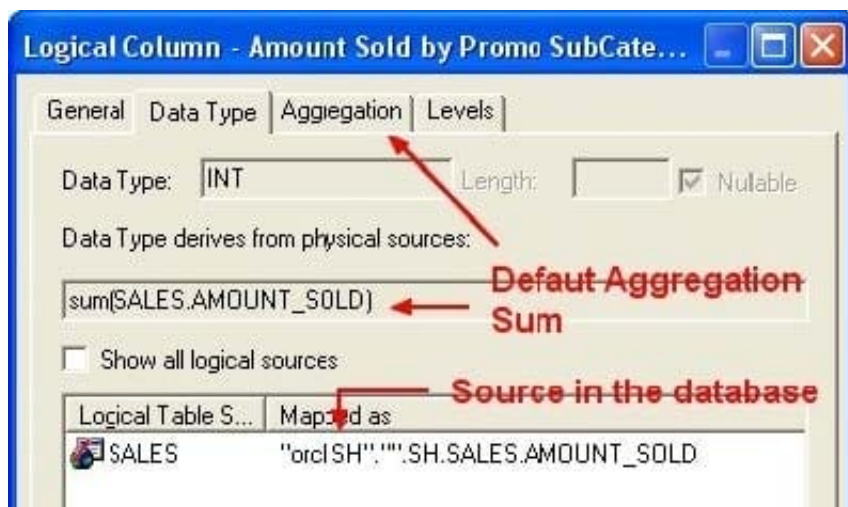 Logical Column - Amount Sold by Promo SubCate...
General Data Type Aggregation Levels
Data Type: INT Length: Nullable
Data Type derives from physical sources:
Defaut Aggregation
sum(SALES.AMOUNT_SOLD)
Sum
Show all logical sources
Source in the database
Logical Table S... Mapped as
SALES "orclSH"."".SH.SALES.AMOUNT_SOLD